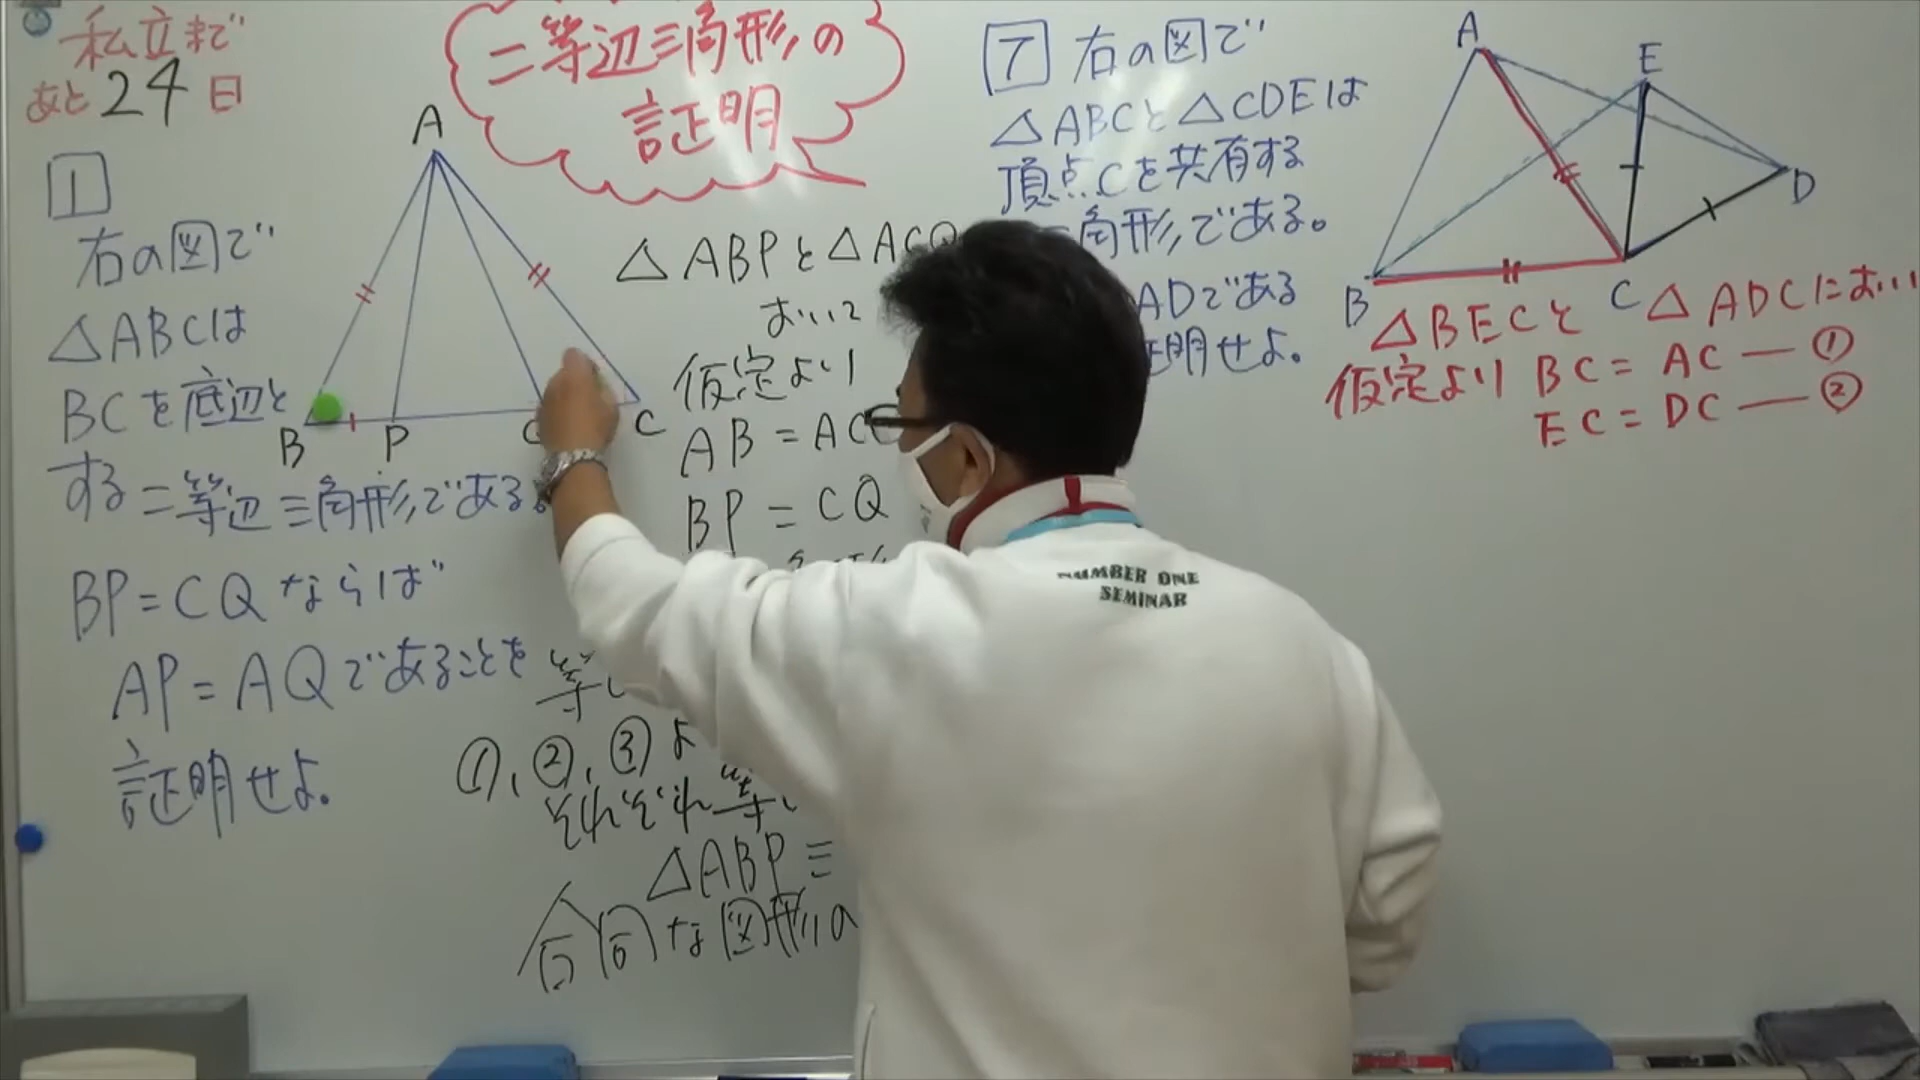 私立まで
あと24日
二等辺三角形の
証明
1
右の図で
△ABCは
BCを底辺と
する二等辺三角形である。
BP=CQならば
AP=AQであることを
証明せよ。
A
B
P
C
△ABPと△ACQ
おいて
仮定より
AB=AC
BP=CQ
等し
①,②,③よ
それぞれ等し
△ABP≡
合同な図形の
7 右の図で
△ABCと△CDEは
頂点Cを共有する
角形である。
ADである
明せよ。
A
E
D
B
C
△BECと△ADCにおい
仮定より BC=AC―①
EC=DC―②
NUMBER ONE
SEMINAR